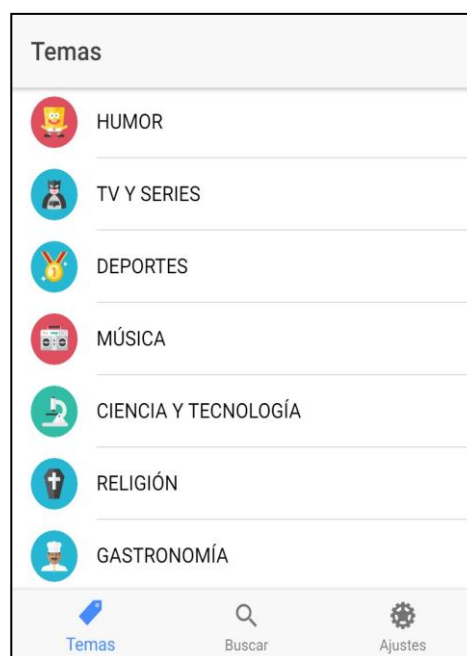 Temas
HUMOR
TV Y SERIES
DEPORTES
MÚSICA
CIENCIA Y TECNOLOGÍA
RELIGIÓN
GASTRONOMÍA
Temas Buscar Ajustes